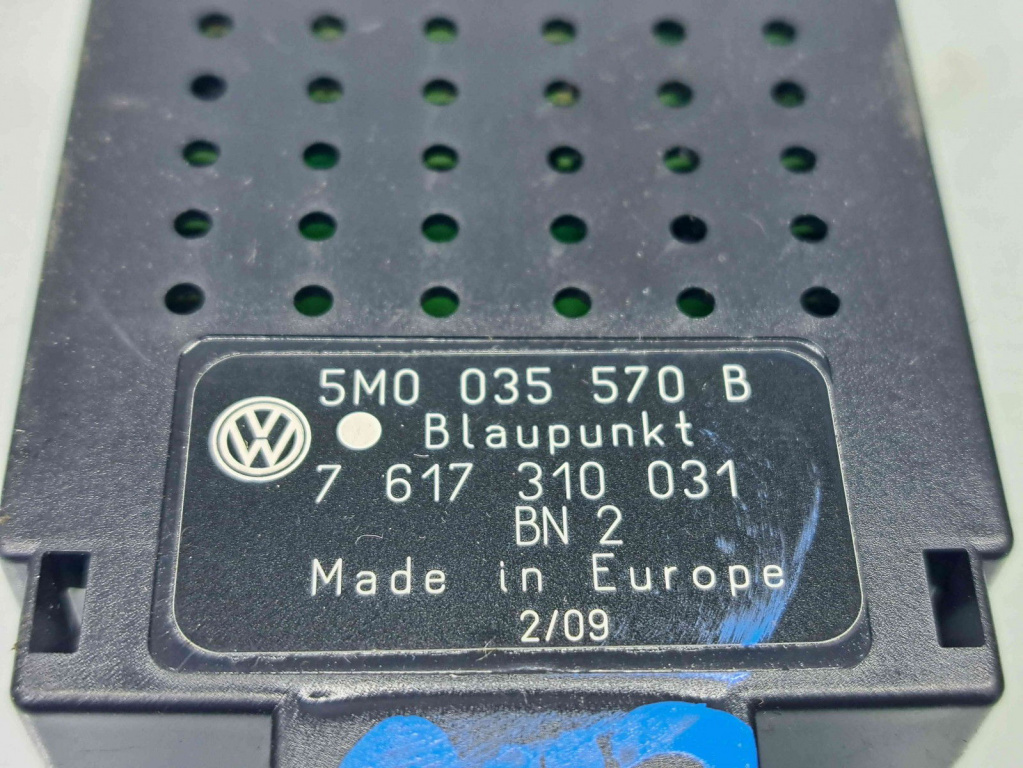 5M0 035 570 B
Blaupunkt
7 617 310 031
BN 2
Made in Europe
2/09